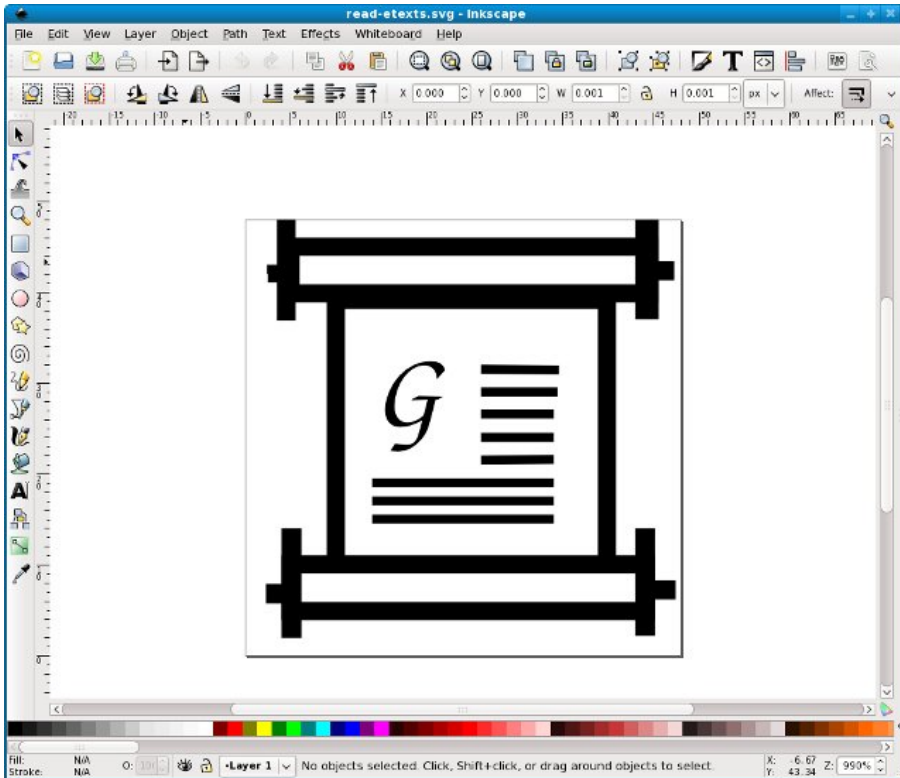 read-etexts.svg - Inkscape
File Edit View Layer Object Path Text Effects Whiteboard Help
X 0.000 Y 0.000 W 0.001 H 0.001 px Affect:
G
Fill: N/A O: •Layer 1 No objects selected. Click, Shift+click, or drag around objects to select. X: -6.67 Z: 990%
Stroke: N/A Y: 43.34